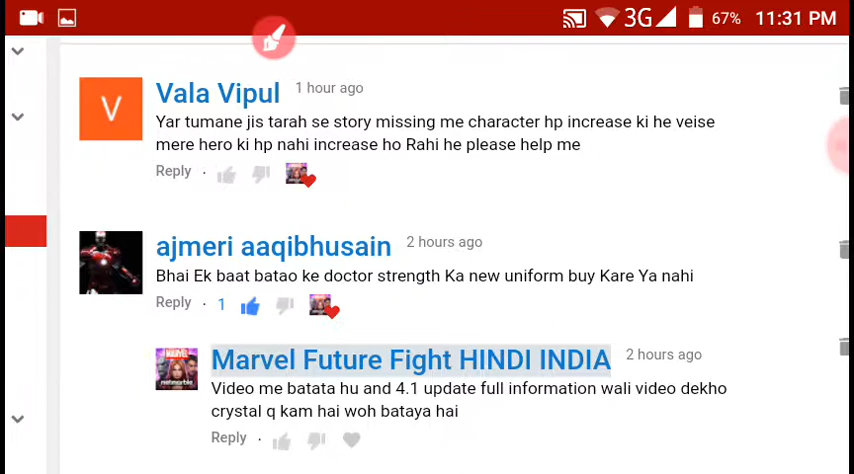 3G 67% 11:31 PM
V
Vala Vipul 1 hour ago
Yar tumane jis tarah se story missing me character hp increase ki he veise
mere hero ki hp nahi increase ho Rahi he please help me
Reply ·
ajmeri aaqibhusain 2 hours ago
Bhai Ek baat batao ke doctor strength Ka new uniform buy Kare Ya nahi
Reply · 1
MARVEL
netmarble
Marvel Future Fight HINDI INDIA 2 hours ago
Video me batata hu and 4.1 update full information wali video dekho
crystal q kam hai woh bataya hai
Reply ·